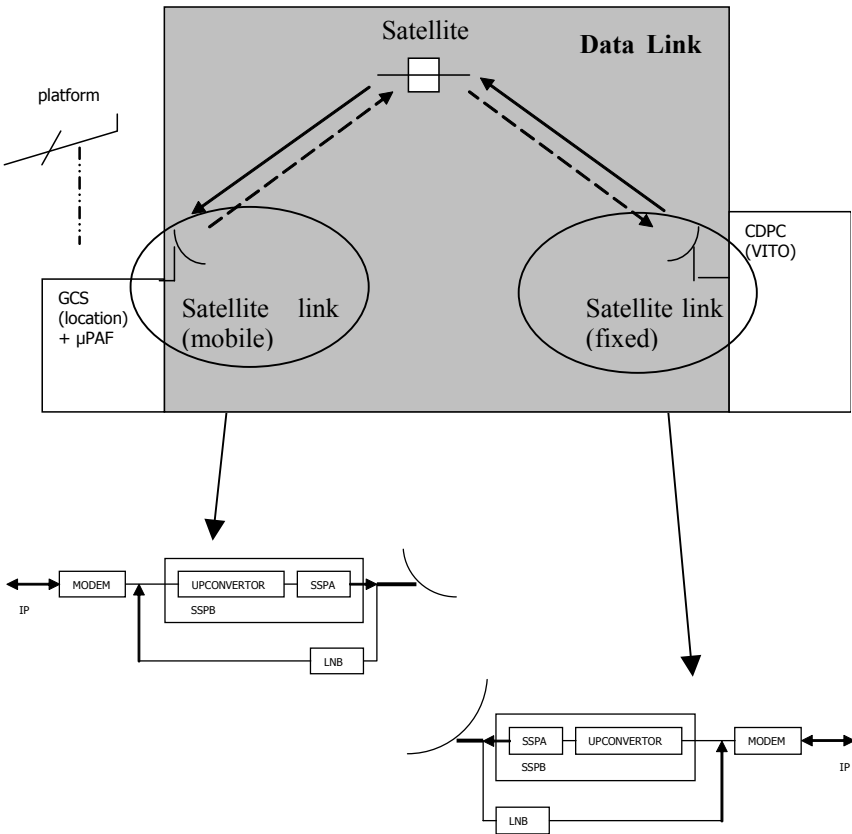 Satellite
Data Link
platform
CDPC
(VITO)
GCS
(location)
+ µPAF
Satellite link
(mobile)
Satellite link
(fixed)
MODEM
UPCONVERTOR
SSPA
IP
SSPB
LNB
SSPA
UPCONVERTOR
MODEM
SSPB
IP
LNB